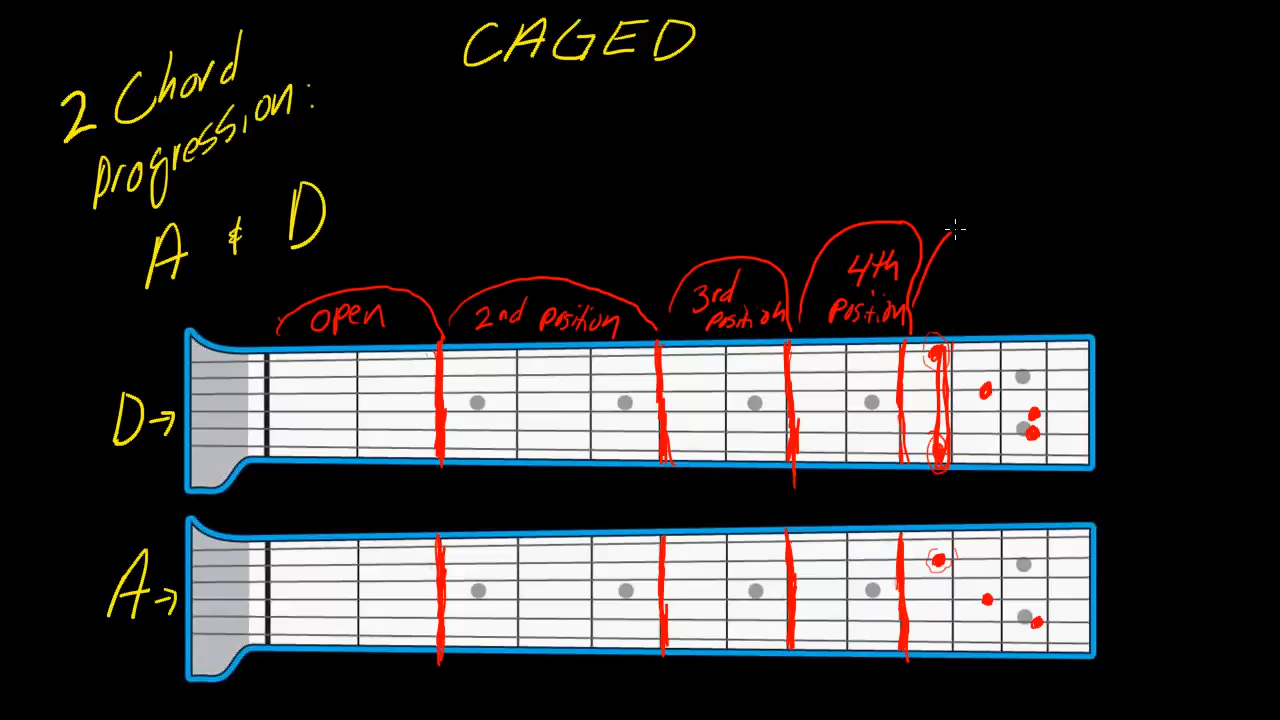 CAGED
2 Chord
progression:
A & D
open
2nd position
3rd
position
4th
position
D→
A→